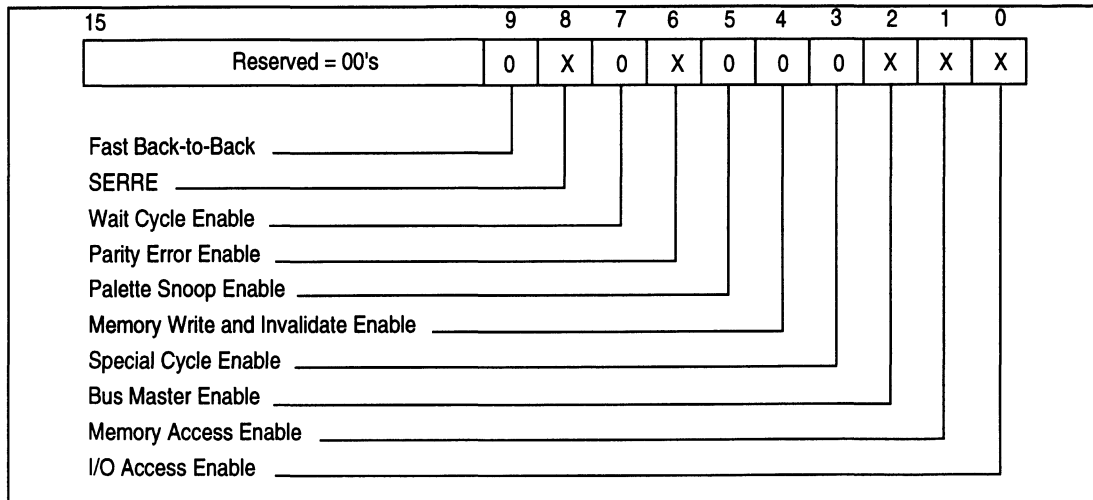 15 9 8 7 6 5 4 3 2 1 0
Reserved = 00's 0 X 0 X 0 0 0 X X X
Fast Back-to-Back
SERRE
Wait Cycle Enable
Parity Error Enable
Palette Snoop Enable
Memory Write and Invalidate Enable
Special Cycle Enable
Bus Master Enable
Memory Access Enable
I/O Access Enable